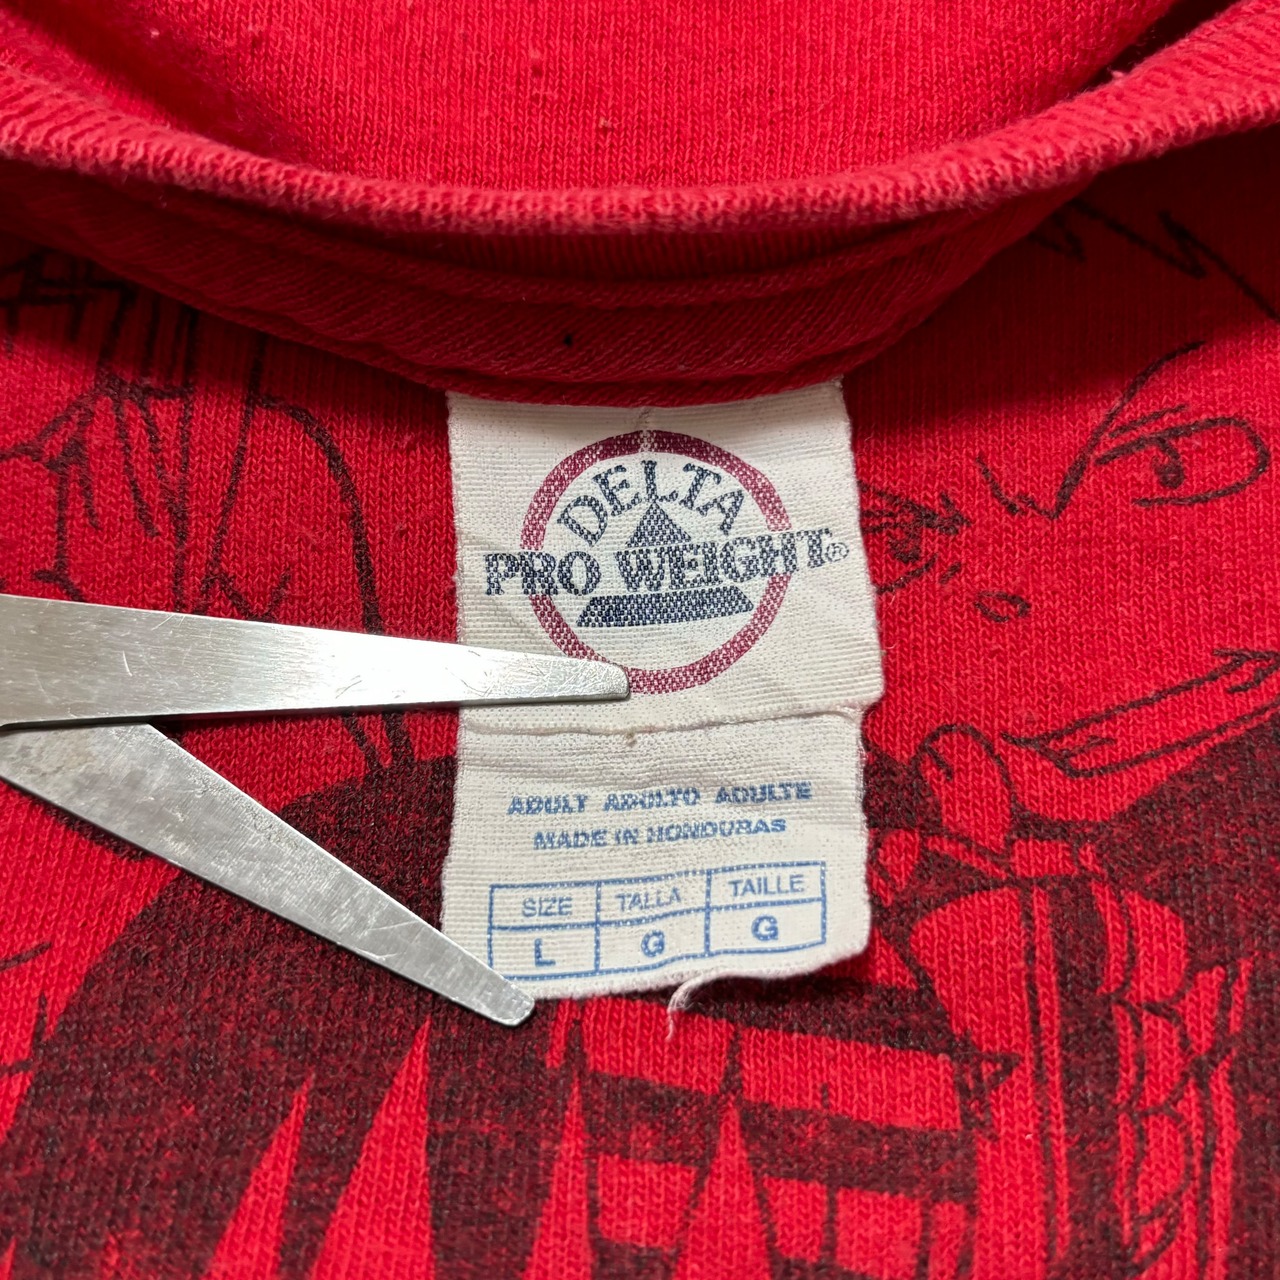 DELTA
PRO WEIGHT®
ADULT ADULTO ADULTE
MADE IN HONDURAS
SIZE TALLA TAILLE
L G G